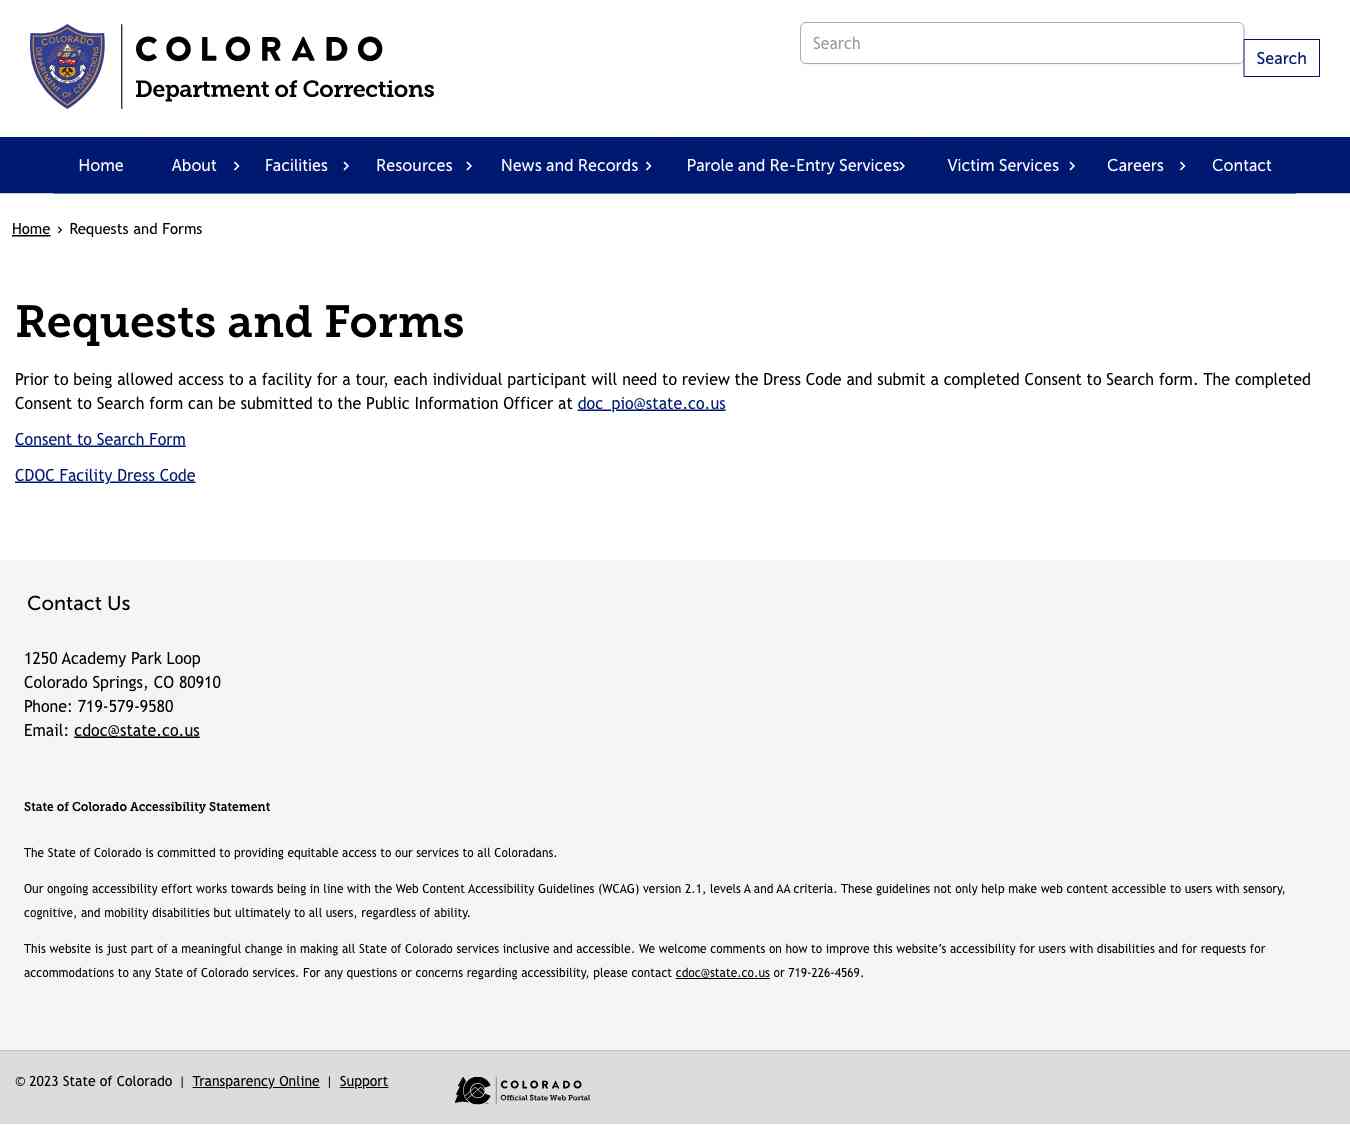 COLORADO
Department of Corrections
Search
Search
Home About Facilities Resources News and Records Parole and Re-Entry Services Victim Services Careers Contact
Home › Requests and Forms
Requests and Forms
Prior to being allowed access to a facility for a tour, each individual participant will need to review the Dress Code and submit a completed Consent to Search form. The completed
Consent to Search form can be submitted to the Public Information Officer at doc_pio@state.co.us
Consent to Search Form
CDOC Facility Dress Code
Contact Us
1250 Academy Park Loop
Colorado Springs, CO 80910
Phone: 719-579-9580
Email: cdoc@state.co.us
State of Colorado Accessibility Statement
The State of Colorado is committed to providing equitable access to our services to all Coloradans.
Our ongoing accessibility effort works towards being in line with the Web Content Accessibility Guidelines (WCAG) version 2.1, levels A and AA criteria. These guidelines not only help make web content accessible to users with sensory,
cognitive, and mobility disabilities but ultimately to all users, regardless of ability.
This website is just part of a meaningful change in making all State of Colorado services inclusive and accessible. We welcome comments on how to improve this website's accessibility for users with disabilities and for requests for
accommodations to any State of Colorado services. For any questions or concerns regarding accessibility, please contact cdoc@state.co.us or 719-226-4569.
© 2023 State of Colorado | Transparency Online | Support
COLORADO
Official State Web Portal